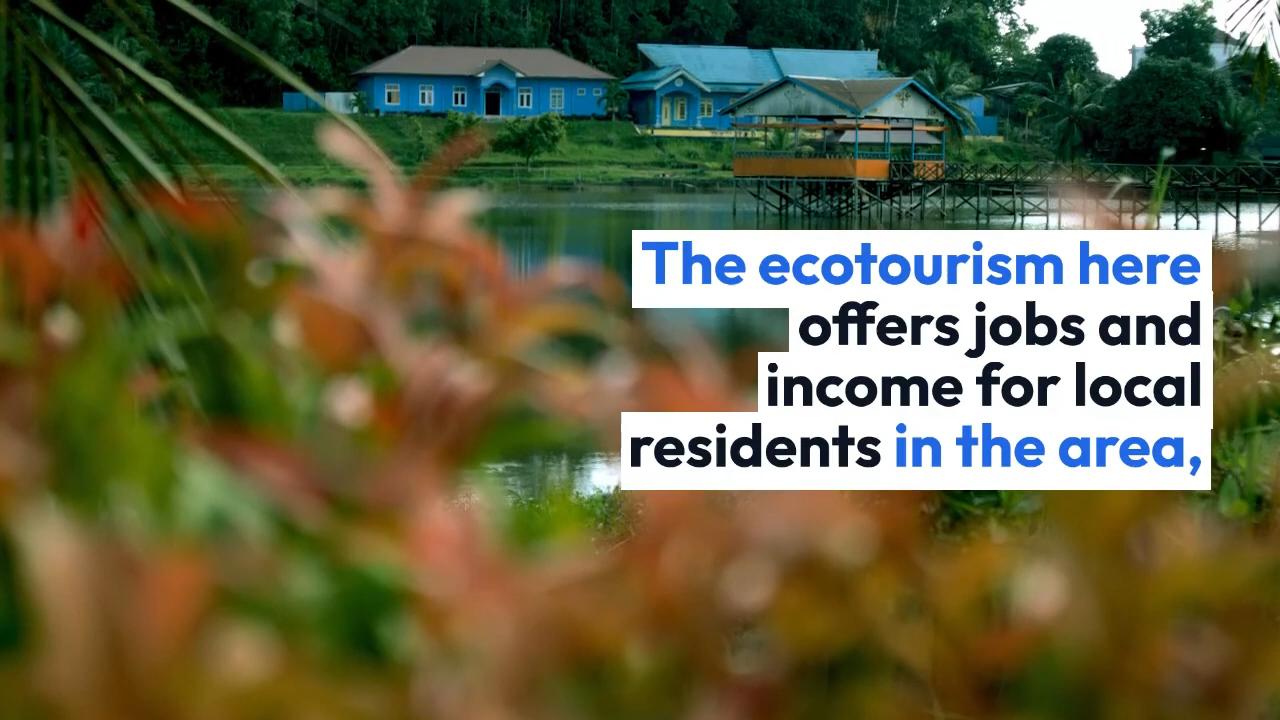 The ecotourism here
offers jobs and
income for local
residents in the area,